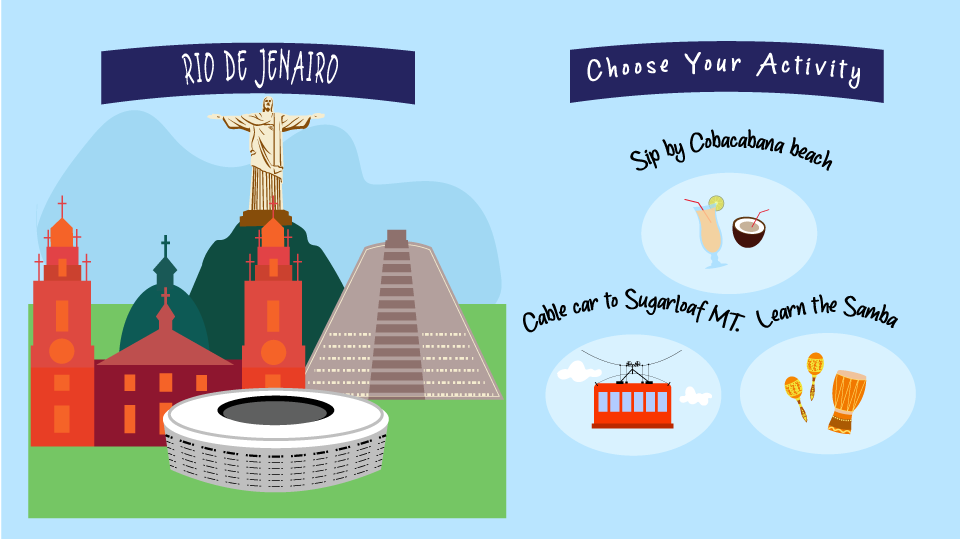 RIO DE JENAIRO
Choose Your Activity
Sip by Cobacabana beach
Cable car to Sugarloaf MT.
Learn the Samba